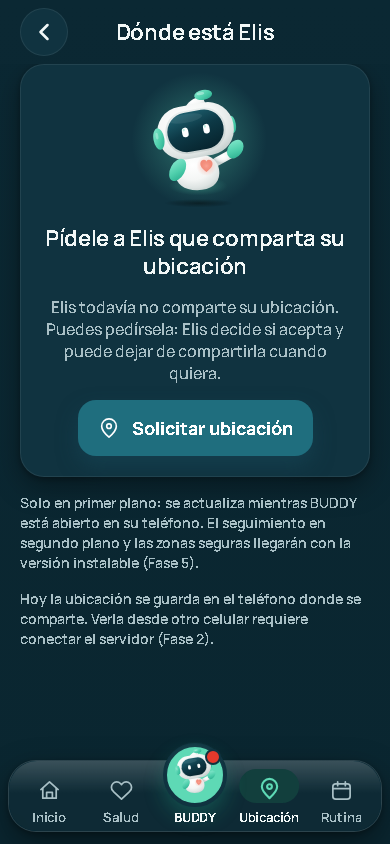 Dónde está Elis
Pídele a Elis que comparta su
ubicación
Elis todavía no comparte su ubicación.
Puedes pedírsela: Elis decide si acepta y
puede dejar de compartirla cuando
quiera.
Solicitar ubicación
Solo en primer plano: se actualiza mientras BUDDY
está abierto en su teléfono. El seguimiento en
segundo plano y las zonas seguras llegarán con la
versión instalable (Fase 5).
Hoy la ubicación se guarda en el teléfono donde se
comparte. Verla desde otro celular requiere
conectar el servidor (Fase 2).
Inicio
Salud
BUDDY
Ubicación
Rutina